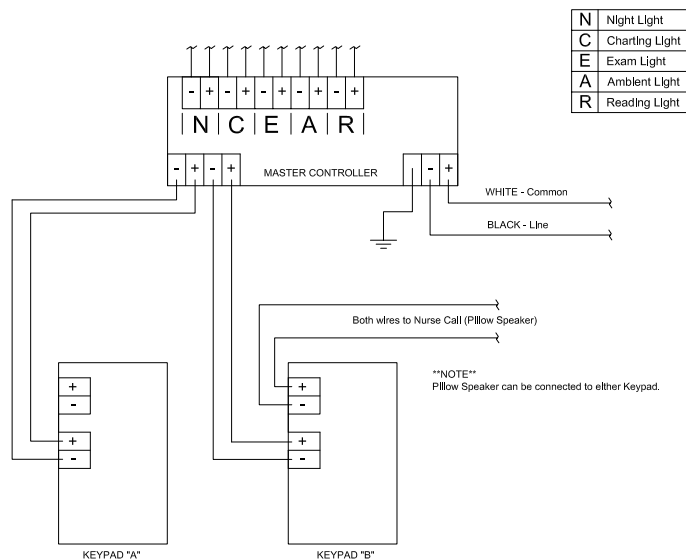 N Night Light
C Charting Light
E Exam Light
A Ambient Light
R Reading Light
- + - + - + - + - +
N C E A R
- + - + MASTER CONTROLLER - +
WHITE - Common
BLACK - Line
Both wires to Nurse Call (Pillow Speaker)
**NOTE**
Pillow Speaker can be connected to either Keypad.
+ +
- -
+ +
- -
KEYPAD "A" KEYPAD "B"